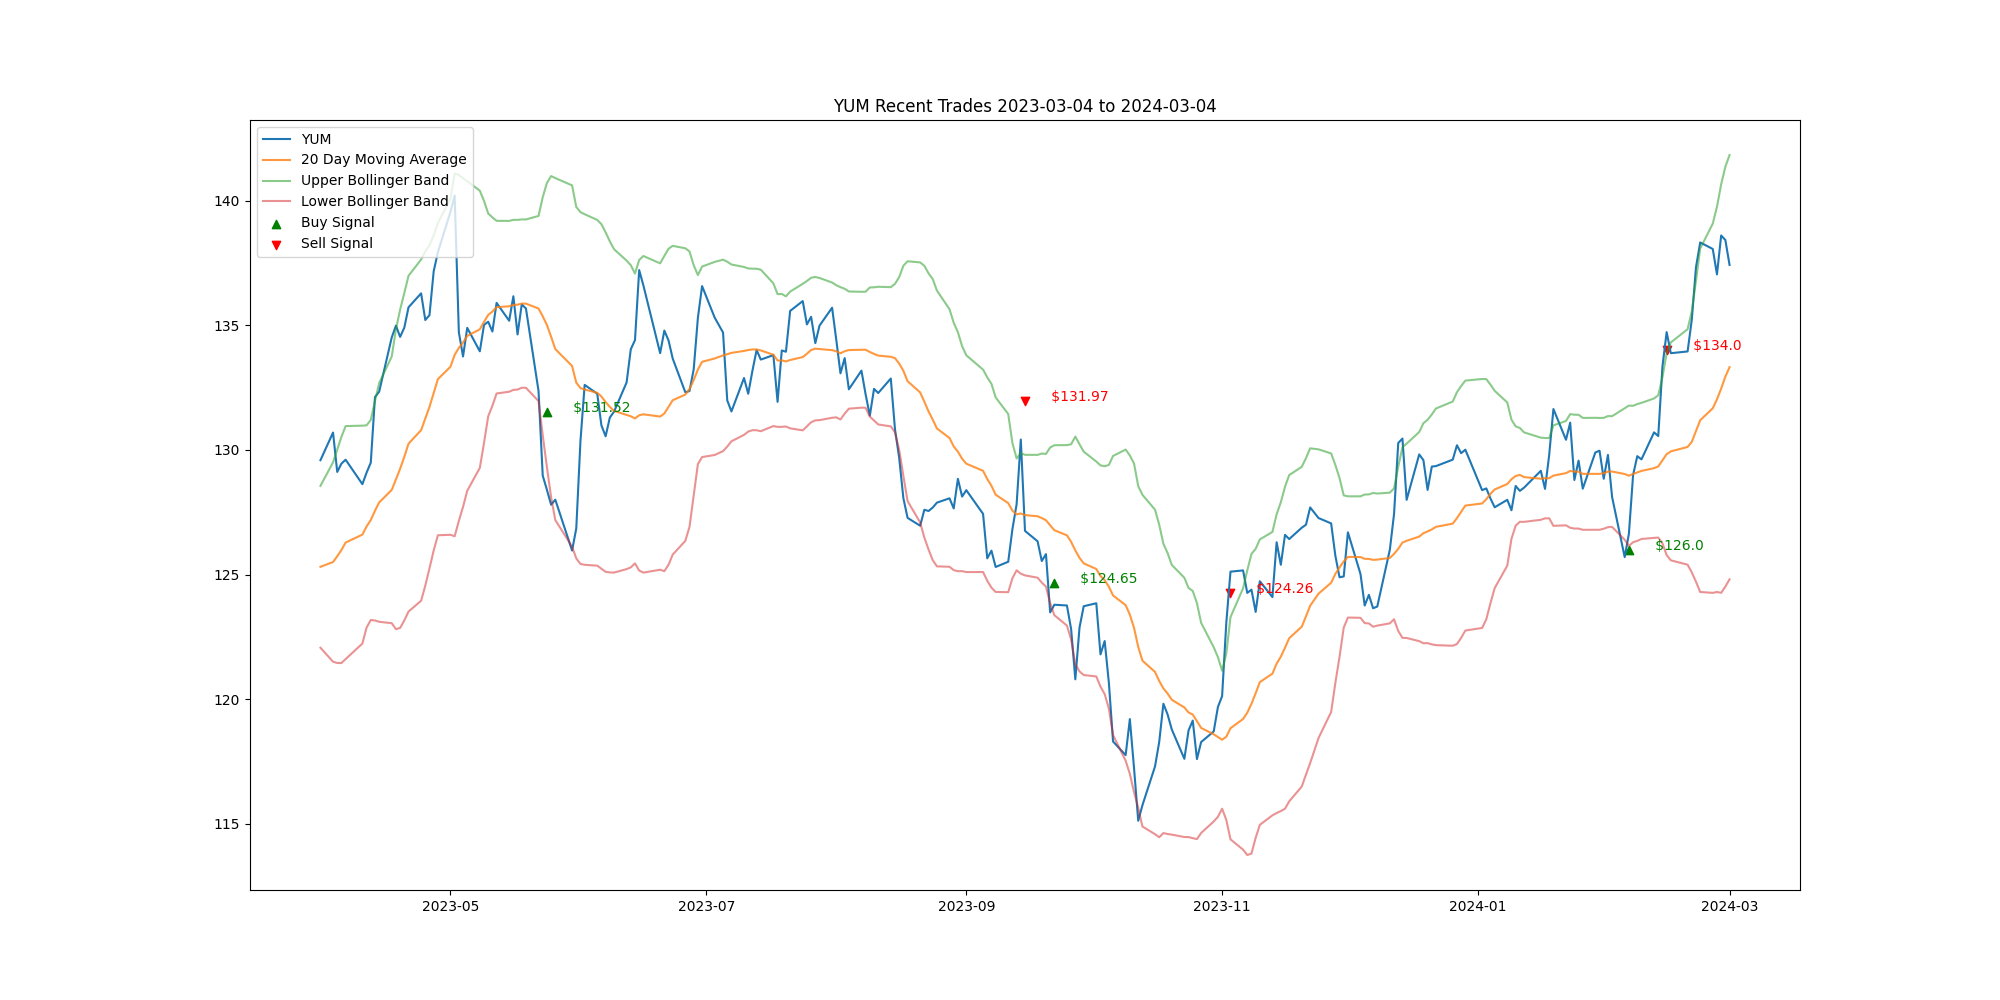 YUM Recent Trades 2023-03-04 to 2024-03-04
YUM
20 Day Moving Average
Upper Bollinger Band
Lower Bollinger Band
Buy Signal
Sell Signal
140
135
130
125
120
115
$131.52
$131.97
$124.65
$124.26
$134.0
$126.0
2023-05
2023-07
2023-09
2023-11
2024-01
2024-03